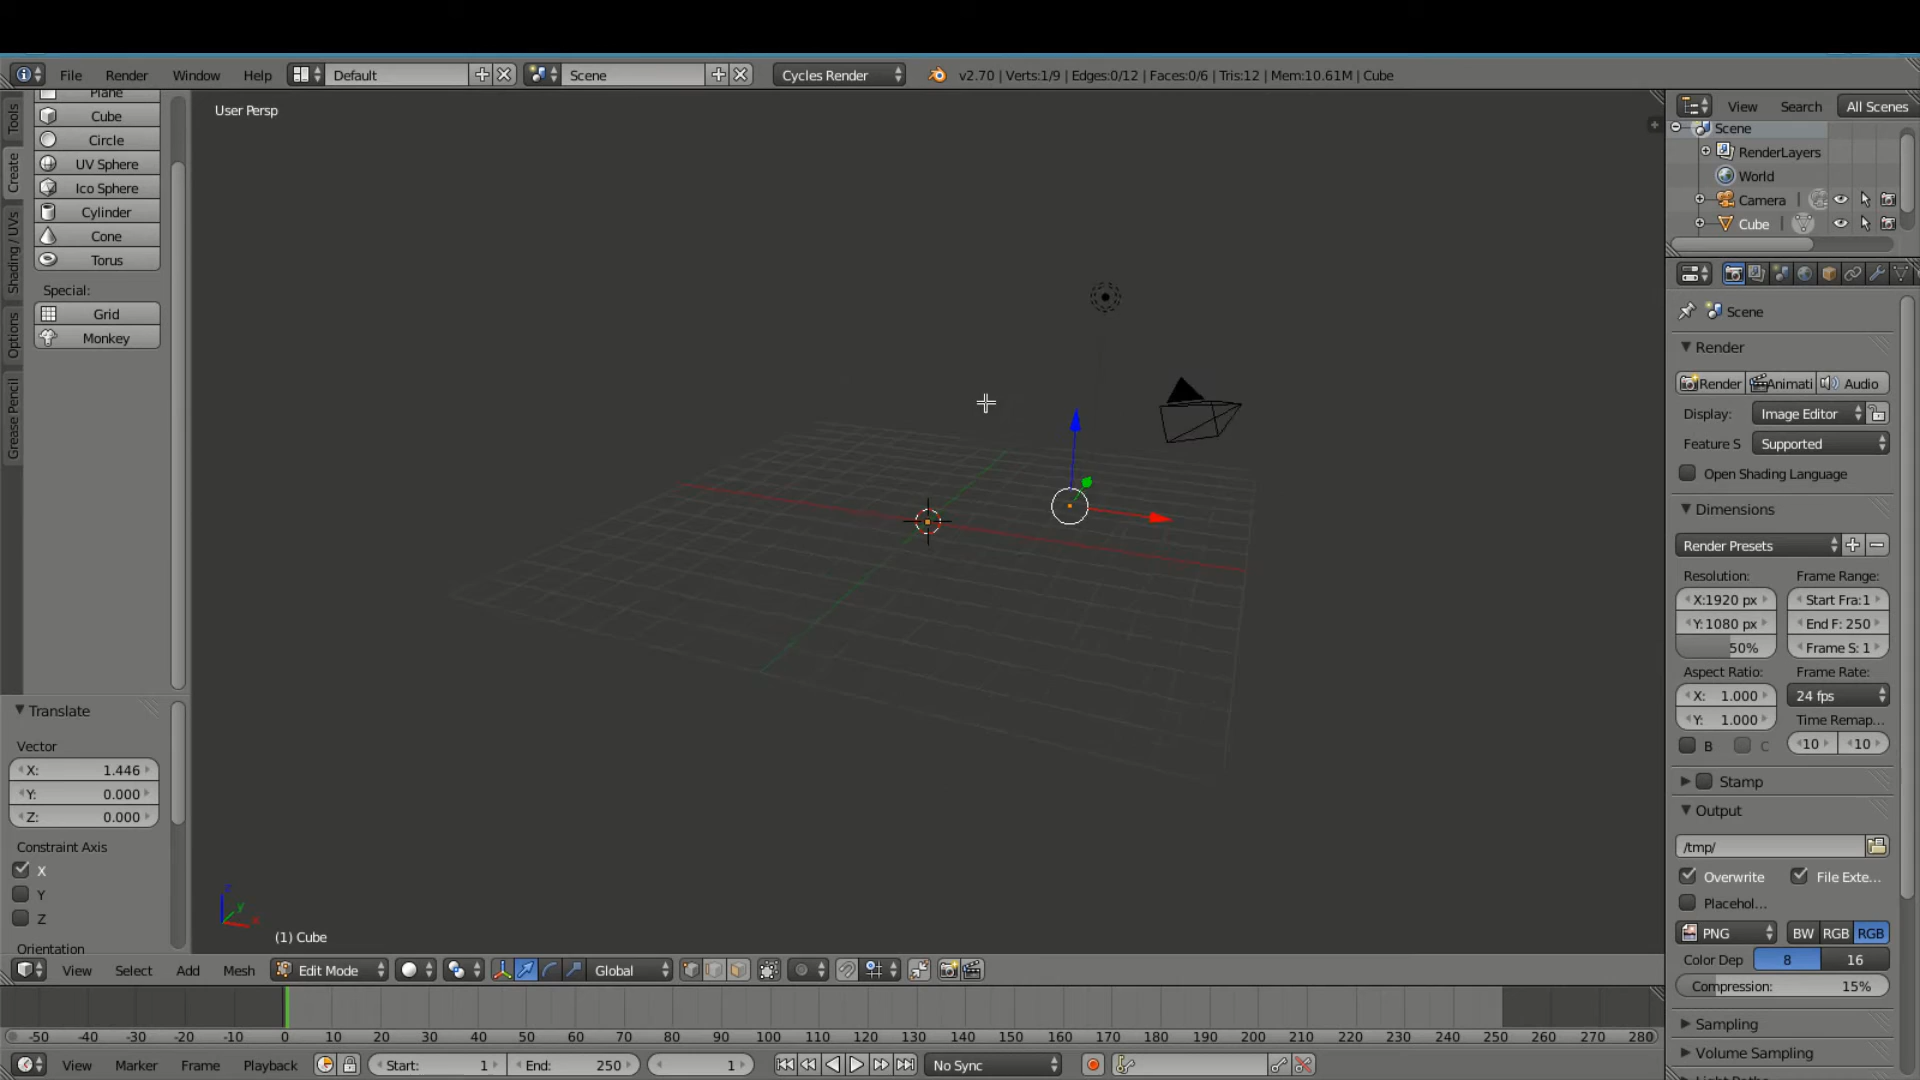 File Render Window Help Default Scene Cycles Render v2.70 | Verts:1/9 | Edges:0/12 | Faces:0/6 | Tris:12 | Mem:10.61M | Cube
Tools
Create
Shading / UVs
Options
Grease Pencil
Plane
Cube
Circle
UV Sphere
Ico Sphere
Cylinder
Cone
Torus
Special:
Grid
Monkey
Translate
Vector
X: 1.446
Y: 0.000
Z: 0.000
Constraint Axis
X
Y
Z
Orientation
User Persp
z
y
x
(1) Cube
View Select Add Mesh Edit Mode Global
-50 -40 -30 -20 -10 0 10 20 30 40 50 60 70 80 90 100 110 120 130 140 150 160 170 180 190 200 210 220 230 240 250 260 270 280
View Marker Frame Playback Start: 1 End: 250 1 No Sync
View Search All Scenes
Scene
RenderLayers
World
Camera
Cube
Scene
Render
Render Animati Audio
Display: Image Editor
Feature S Supported
Open Shading Language
Dimensions
Render Presets
Resolution: Frame Range:
X:1920 px Start Fra:1
Y:1080 px End F: 250
50% Frame S: 1
Aspect Ratio: Frame Rate:
X: 1.000 24 fps
Y: 1.000 Time Remap...
B C 10 10
Stamp
Output
/tmp/
Overwrite File Exte...
Placehol...
PNG BW RGB RGB
Color Dep 8 16
Compression: 15%
Sampling
Volume Sampling